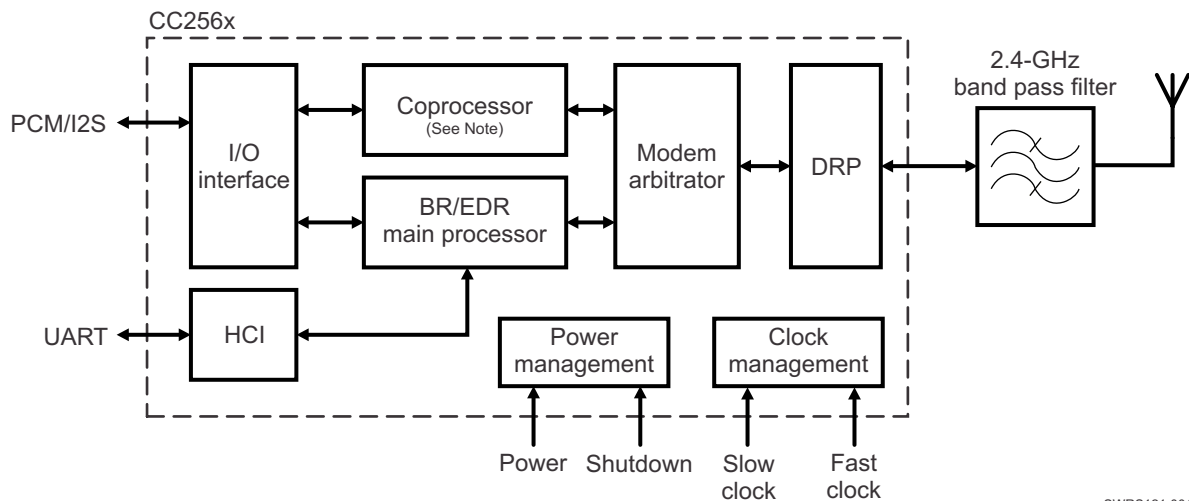 CC256x
2.4-GHz
band pass filter
PCM/I2S
I/O
interface
Coprocessor
(See Note)
BR/EDR
main processor
Modem
arbitrator
DRP
UART
HCI
Power
management
Clock
management
Power
Shutdown
Slow
clock
Fast
clock